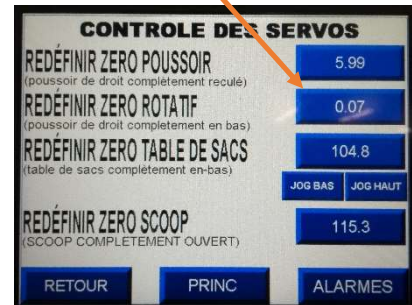 CONTROLE DES SERVOS
REDÉFINIR ZERO POUSSOIR 5.99
(poussoir de droit complètement reculé)
REDÉFINIR ZERO ROTATIF 0.07
(poussoir de droit complètement en bas)
REDÉFINIR ZERO TABLE DE SACS 104.8
(table de sacs complètement en-bas)
JOG BAS JOG HAUT
REDÉFINIR ZERO SCOOP 115.3
(SCOOP COMPLETEMENT OUVERT)
RETOUR PRINC ALARMES